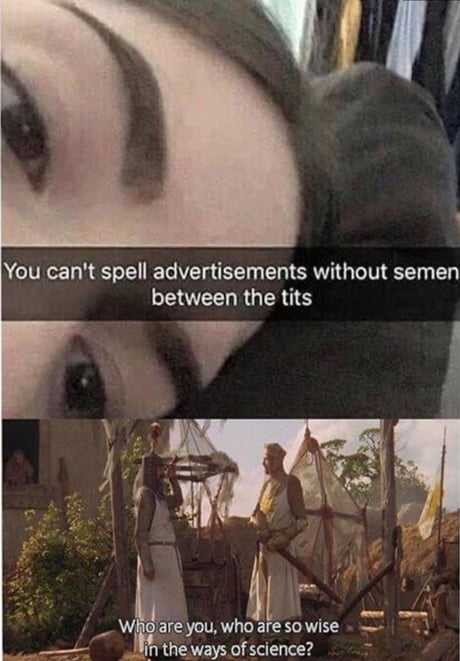 You can't spell advertisements without semen
between the tits
Who are you, who are so wise
in the ways of science?